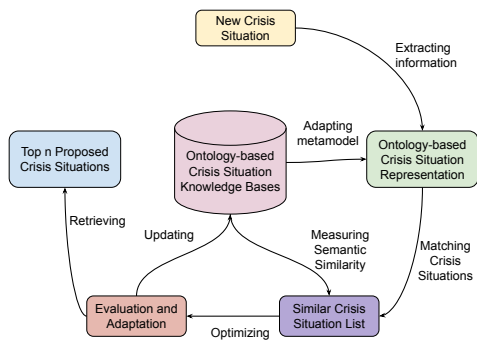 New Crisis
Situation
Extracting
information
Adapting
metamodel
Top n Proposed
Crisis Situations
Ontology-based
Crisis Situation
Knowledge Bases
Ontology-based
Crisis Situation
Representation
Retrieving
Updating
Measuring
Semantic
Similarity
Matching
Crisis
Situations
Evaluation and
Adaptation
Optimizing
Similar Crisis
Situation List